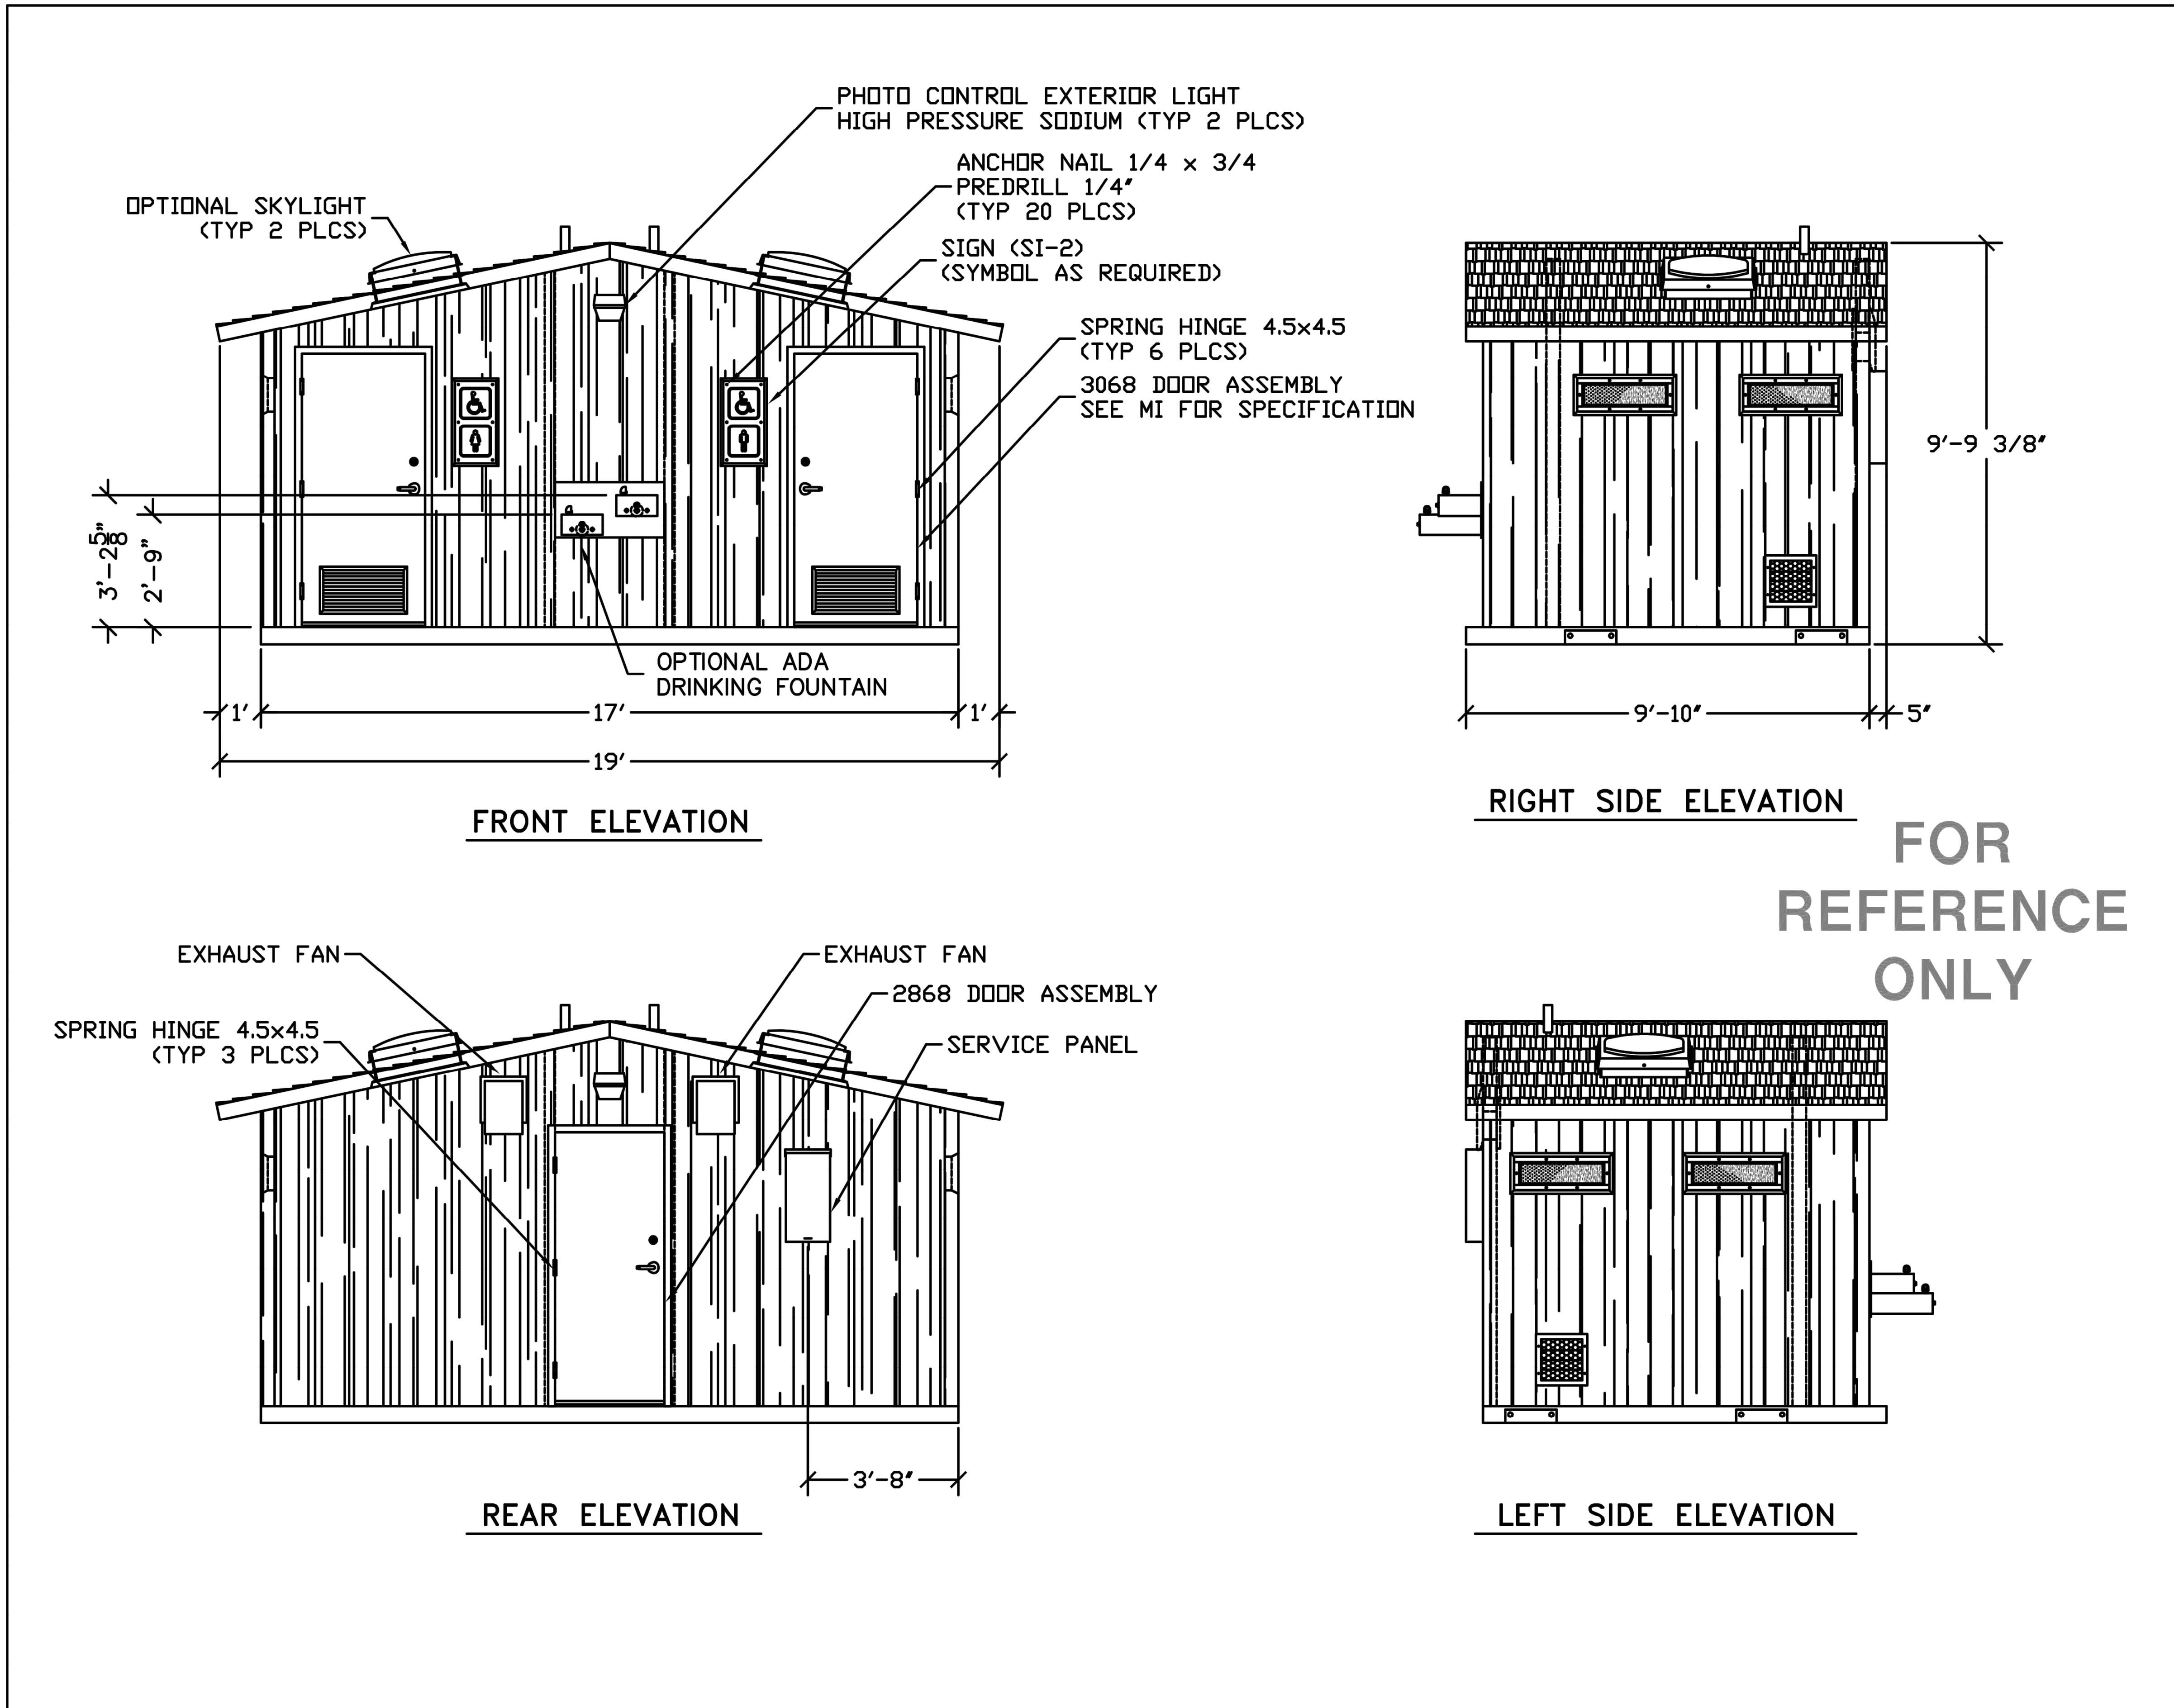 PHOTO CONTROL EXTERIOR LIGHT
HIGH PRESSURE SODIUM (TYP 2 PLCS)
ANCHOR NAIL 1/4 x 3/4
PREDRILL 1/4"
(TYP 20 PLCS)
OPTIONAL SKYLIGHT
(TYP 2 PLCS)
SIGN (SI-2)
(SYMBOL AS REQUIRED)
SPRING HINGE 4.5x4.5
(TYP 6 PLCS)
3068 DOOR ASSEMBLY
SEE MI FOR SPECIFICATION
3'-2 5/8"
2'-9"
OPTIONAL ADA
DRINKING FOUNTAIN
1'
17'
1'
19'
FRONT ELEVATION
9'-9 3/8"
9'-10"
5"
RIGHT SIDE ELEVATION
FOR
REFERENCE
ONLY
EXHAUST FAN
EXHAUST FAN
2868 DOOR ASSEMBLY
SPRING HINGE 4.5x4.5
(TYP 3 PLCS)
SERVICE PANEL
3'-8"
REAR ELEVATION
LEFT SIDE ELEVATION